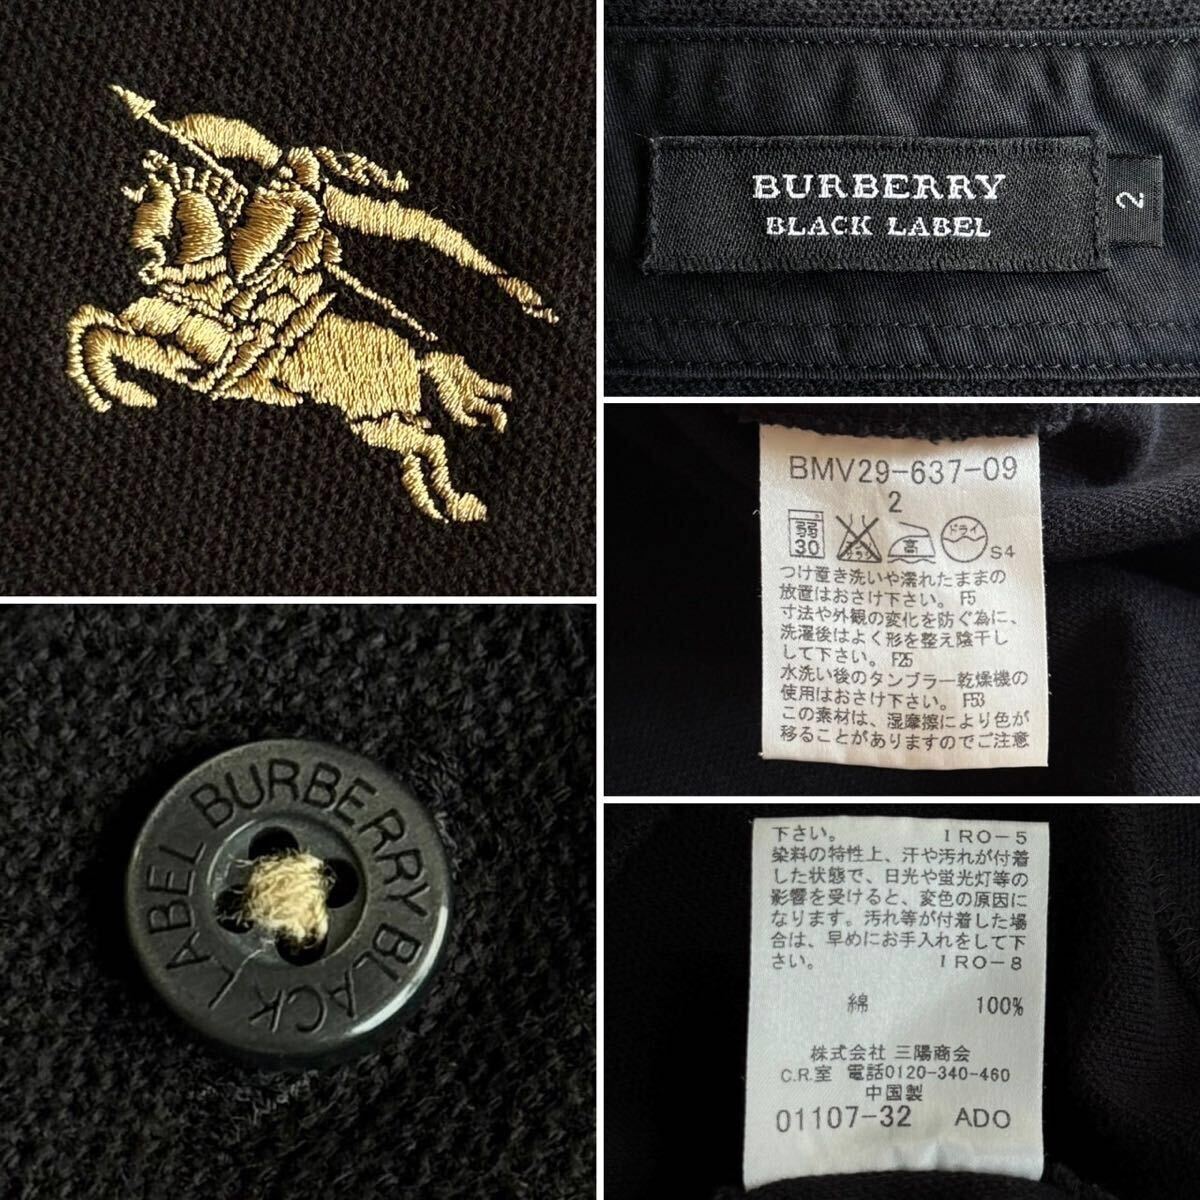 BURBERRY
BLACK LABEL
2
BURBERRY BLACK LABEL
BMV29-637-09
2
弱
30
高
ドライ
S4
つけ置き洗いや濡れたままの
放置はおさけ下さい。 F5
寸法や外観の変化を防ぐ為に、
洗濯後はよく形を整え陰干し
して下さい。 F25
水洗い後のタンブラー乾燥機の
使用はおさけ下さい。 F53
この素材は、湿摩擦により色が
移ることがありますのでご注意
下さい。 IRO-5
染料の特性上、汗や汚れが付着
した状態で、日光や蛍光灯等の
影響を受けると、変色の原因に
なります。汚れ等が付着した場
合は、早めにお手入れをして下
さい。 IRO-8
綿 100%
株式会社 三陽商会
C.R.室 電話0120-340-460
中国製
01107-32 ADO